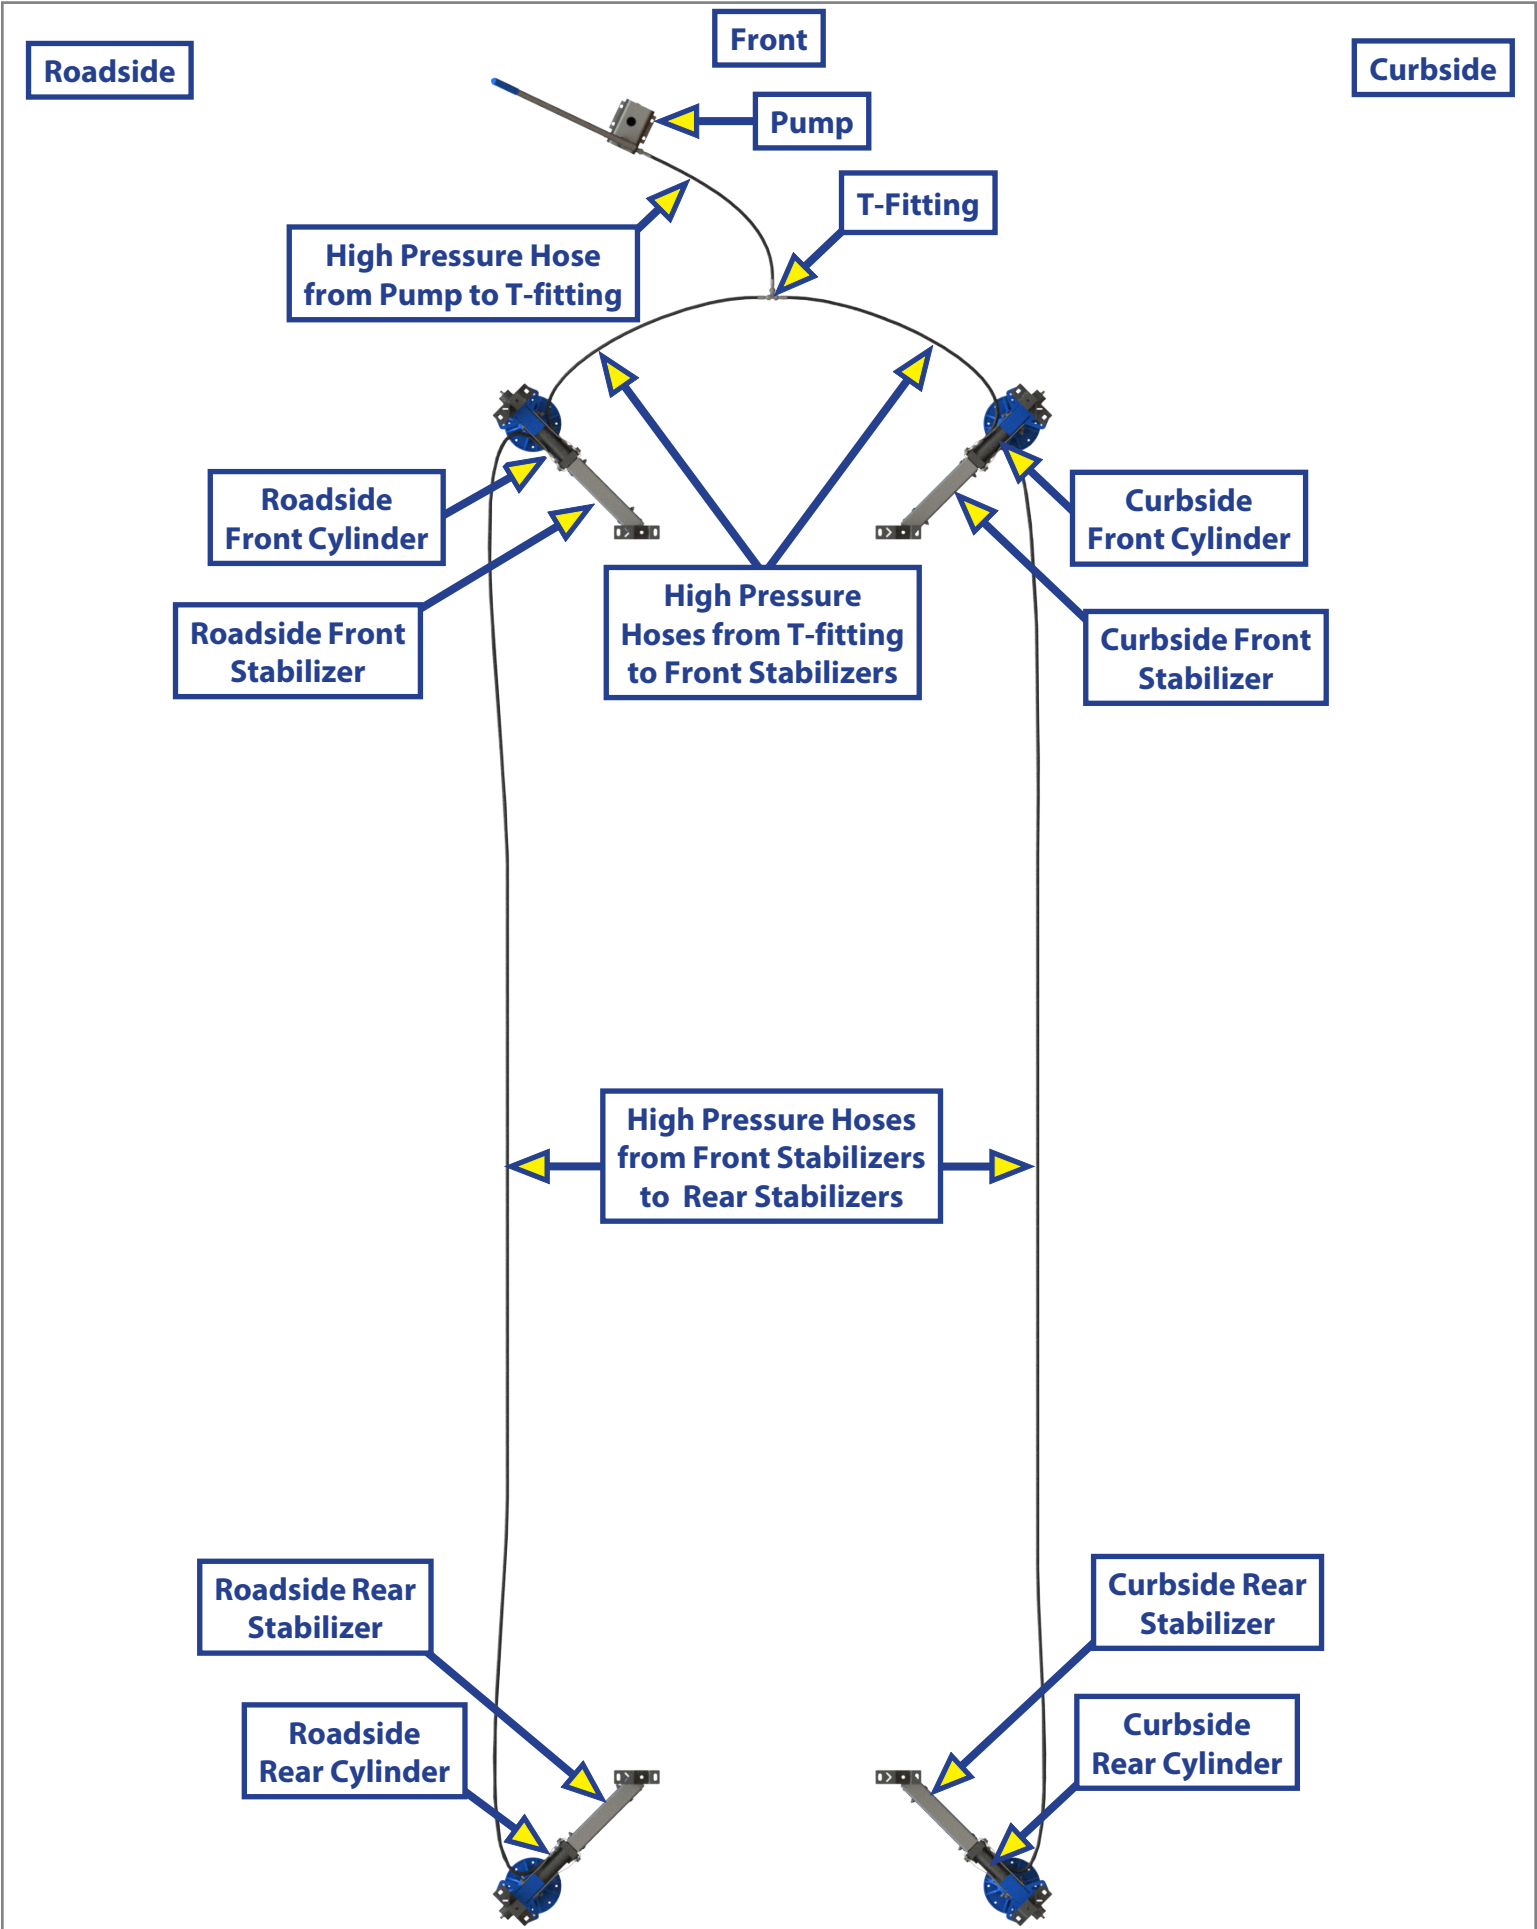 Front
Roadside
Curbside
Pump
T-Fitting
High Pressure Hose
from Pump to T-fitting
Roadside
Front Cylinder
Curbside
Front Cylinder
High Pressure
Hoses from T-fitting
to Front Stabilizers
Roadside Front
Stabilizer
Curbside Front
Stabilizer
High Pressure Hoses
from Front Stabilizers
to Rear Stabilizers
Roadside Rear
Stabilizer
Curbside Rear
Stabilizer
Roadside
Rear Cylinder
Curbside
Rear Cylinder